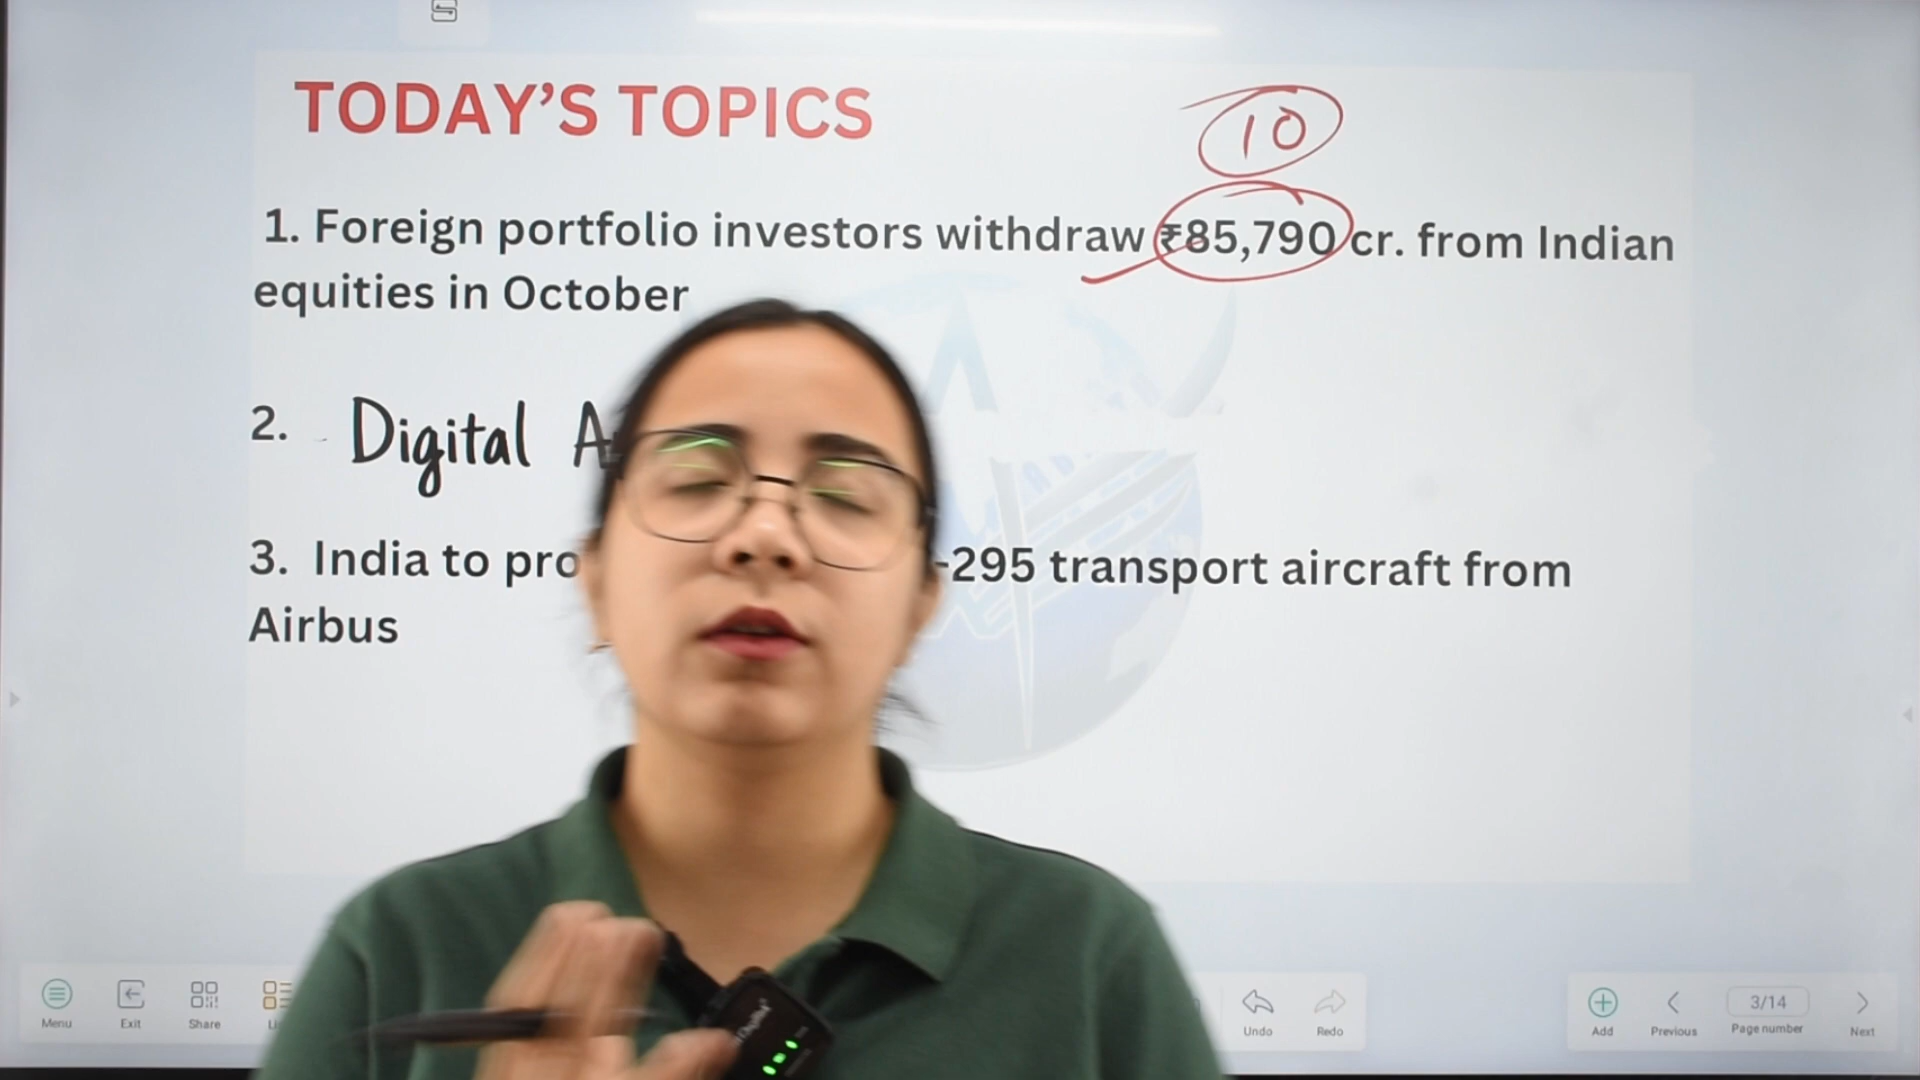 TODAY'S TOPICS
10
1. Foreign portfolio investors withdraw ₹85,790 cr. from Indian
equities in October
2. Digital A
3. India to pro -295 transport aircraft from
Airbus
Menu Exit Share Li Undo Redo Add Previous 3/14 Page number Next